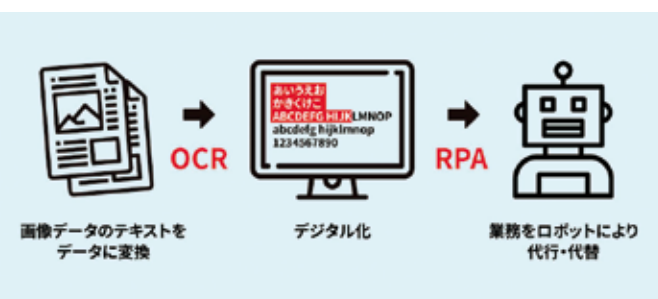 あいうえお
かきくけこ
ABCDEFG HIJKLMNOP
abcdefg hijklmnop
1234567890
OCR
RPA
画像データのテキストを
データに変換
デジタル化
業務をロボットにより
代行・代替